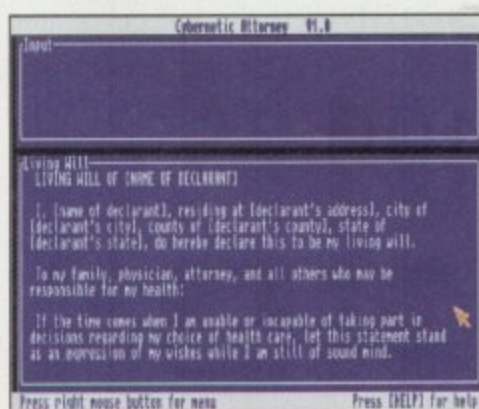 Cybernetic Attorney V1.0
Input
Living Will
LIVING WILL OF [NAME OF DECLARANT]
I, [name of declarant], residing at [declarant's address], city of
[declarant's city], county of [declarant's county], state of
[declarant's state], do hereby declare this to be my living will.
To my family, physician, attorney, and all others who may be
responsible for my health:
If the time comes when I am unable or incapable of taking part in
decisions regarding my choice of health care, let this statement stand
as an expression of my wishes while I am still of sound mind.
Press right mouse button for menu
Press [HELP] for help